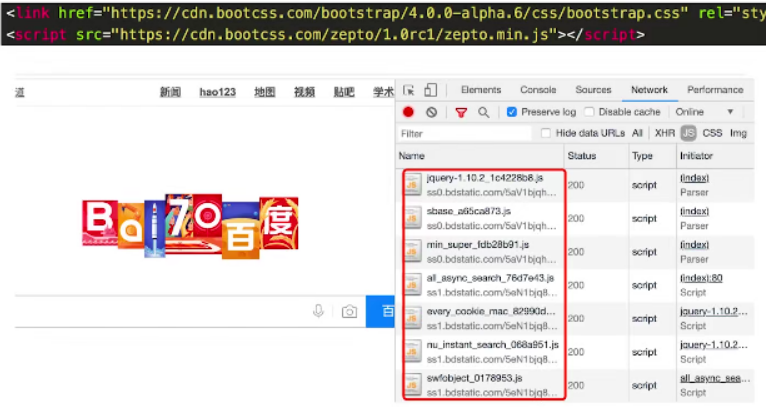 <link href="https://cdn.bootcss.com/bootstrap/4.0.0-alpha.6/css/bootstrap.css" rel="sty
<script src="https://cdn.bootcss.com/zepto/1.0rc1/zepto.min.js"></script>
道 新闻 hao123 地图 视频 贴吧 学术
Elements Console Sources Network Performance
Preserve log Disable cache Online
Filter Hide data URLs All XHR JS CSS Img
Name Status Type Initiator
jquery-1.10.2_1c4228b8.js
ss0.bdstatic.com/5aV1bjqh...
200 script (index)
Parser
sbase_a65ca873.js
ss0.bdstatic.com/5aV1bjqh...
200 script (index)
Parser
min_super_fdb28b91.js
ss0.bdstatic.com/5aV1bjqh...
200 script (index)
Parser
all_async_search_76d7e43.js
ss1.bdstatic.com/5eN1bjq8...
200 script (index):80
Script
every_cookie_mac_82990d...
ss1.bdstatic.com/5eN1bjq8...
200 script jquery-1.10.2...
Script
nu_instant_search_068a951.js
ss1.bdstatic.com/5eN1bjq8...
200 script jquery-1.10.2...
Script
swfobject_0178953.js
ss1.bdstatic.com/5eN1bjq8...
200 script all_async_sea...
Script
Bai70百度
百